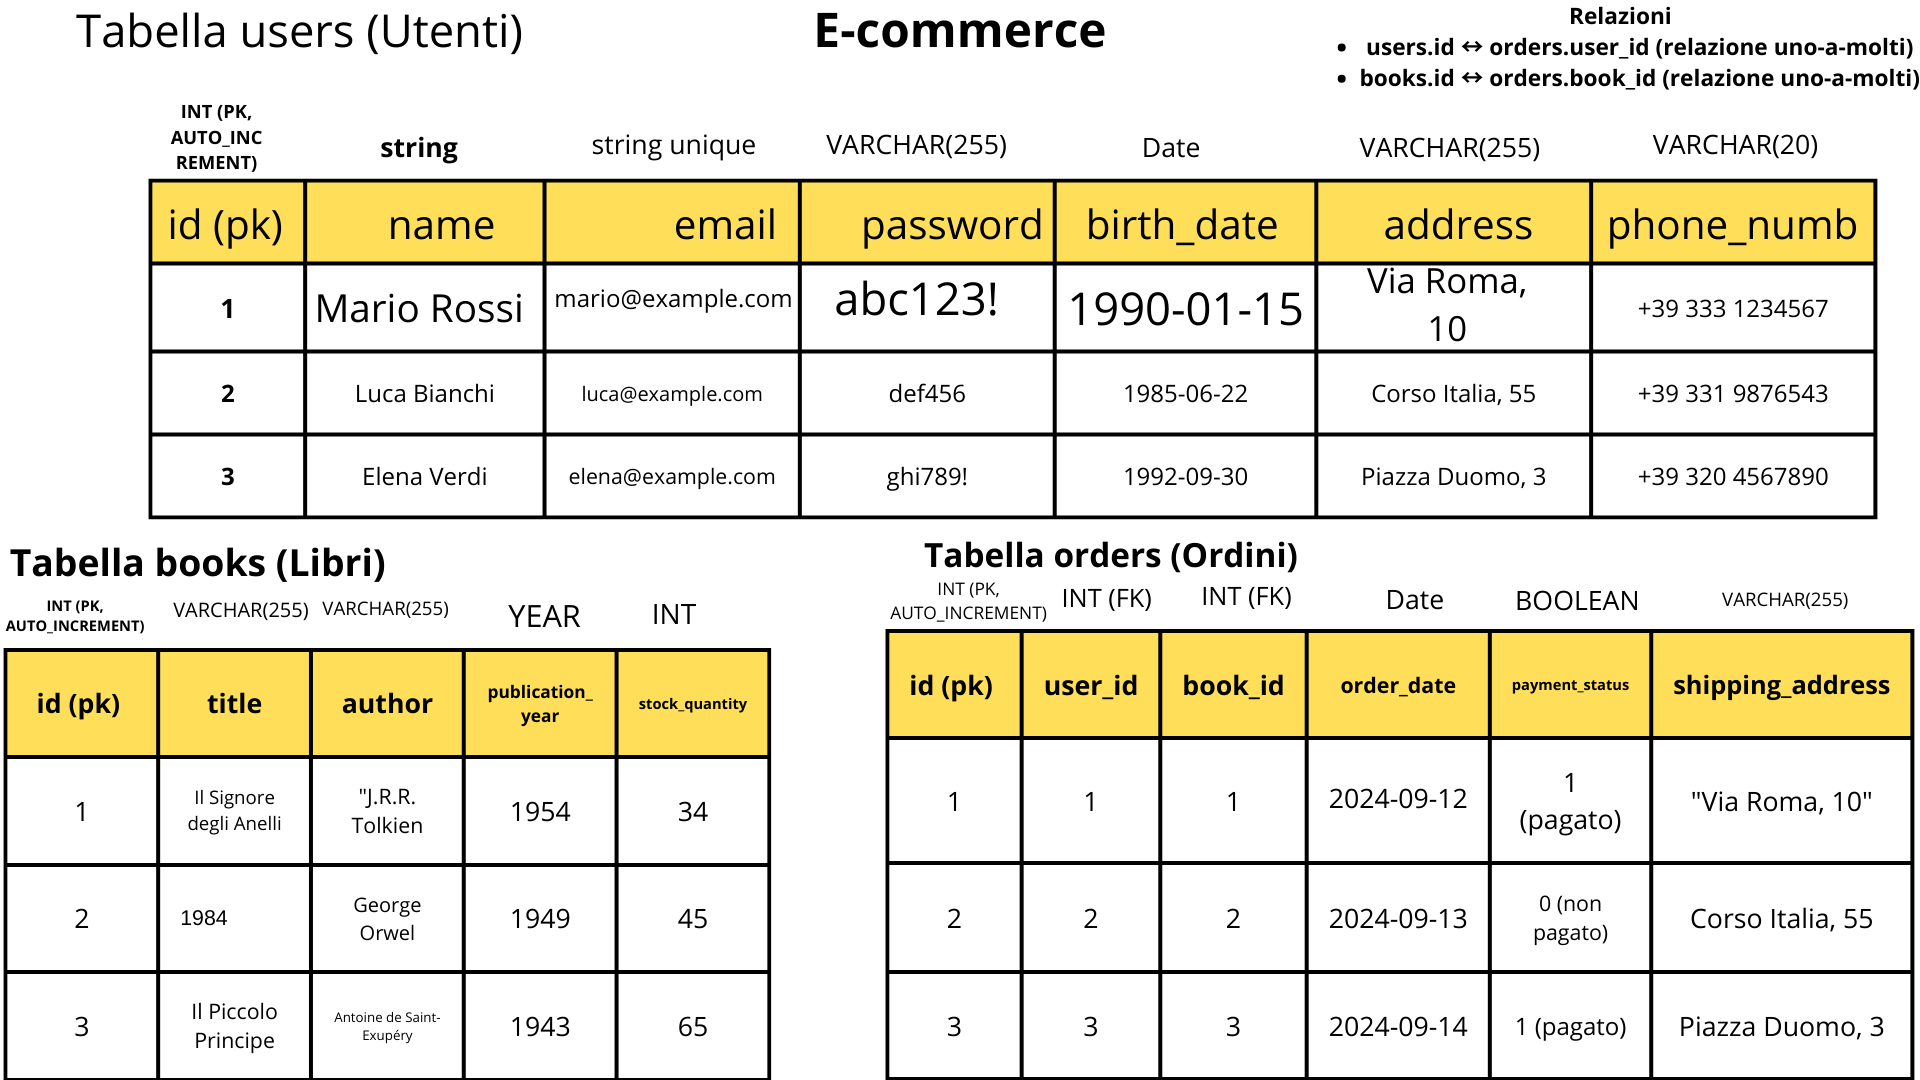 Tabella users (Utenti)
E-commerce
Relazioni
• users.id ↔ orders.user_id (relazione uno-a-molti)
• books.id ↔ orders.book_id (relazione uno-a-molti)
INT (PK,
AUTO_INC
REMENT)
string
string unique
VARCHAR(255)
Date
VARCHAR(255)
VARCHAR(20)
id (pk) name email password birth_date address phone_numb
1 Mario Rossi mario@example.com abc123! 1990-01-15 Via Roma,
10 +39 333 1234567
2 Luca Bianchi luca@example.com def456 1985-06-22 Corso Italia, 55 +39 331 9876543
3 Elena Verdi elena@example.com ghi789! 1992-09-30 Piazza Duomo, 3 +39 320 4567890
Tabella books (Libri)
INT (PK,
AUTO_INCREMENT)
VARCHAR(255)
VARCHAR(255)
YEAR
INT
id (pk) title author publication_
year stock_quantity
1 Il Signore
degli Anelli "J.R.R.
Tolkien 1954 34
2 1984 George
Orwel 1949 45
3 Il Piccolo
Principe Antoine de Saint-
Exupéry 1943 65
Tabella orders (Ordini)
INT (PK,
AUTO_INCREMENT)
INT (FK)
INT (FK)
Date
BOOLEAN
VARCHAR(255)
id (pk) user_id book_id order_date payment_status shipping_address
1 1 1 2024-09-12 1
(pagato) "Via Roma, 10"
2 2 2 2024-09-13 0 (non
pagato) Corso Italia, 55
3 3 3 2024-09-14 1 (pagato) Piazza Duomo, 3